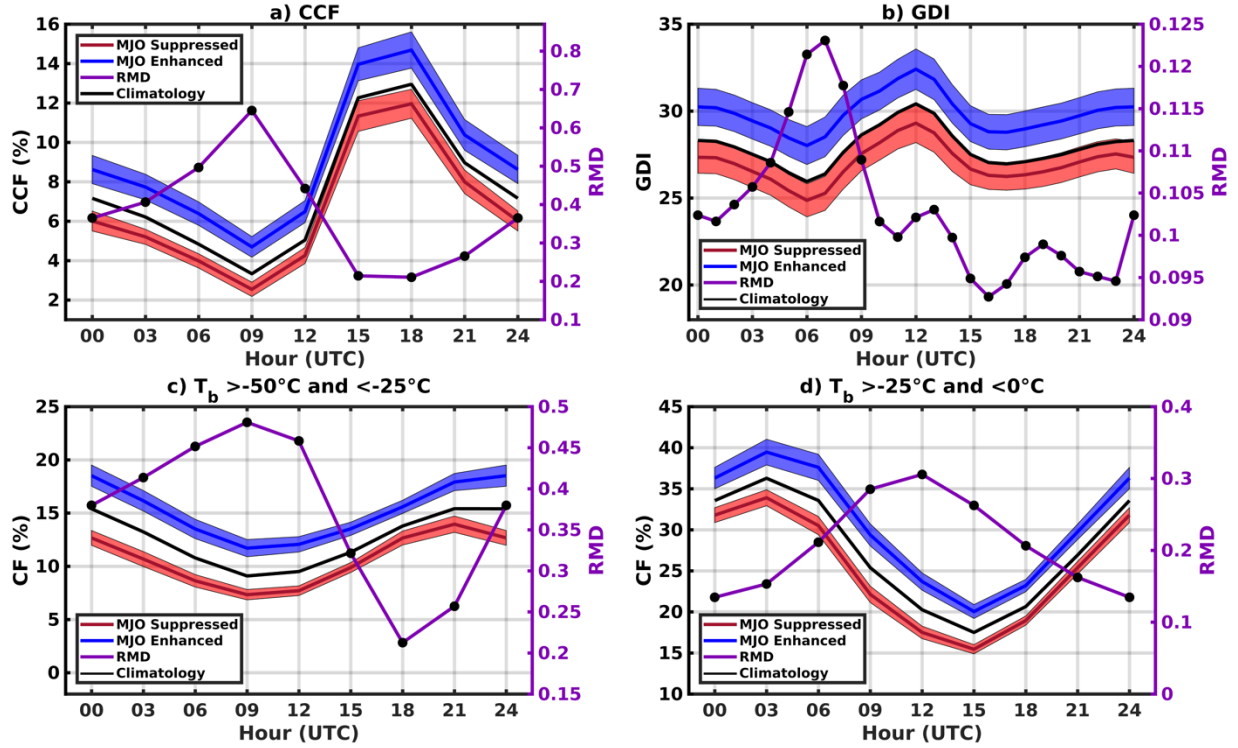 a) CCF
16
14
12
10
8
6
4
2
CCF (%)
MJO Suppressed
MJO Enhanced
RMD
Climatology
0.8
0.7
0.6
0.5
0.4
0.3
0.2
0.1
RMD
00 03 06 09 12 15 18 21 24
Hour (UTC)
b) GDI
35
30
25
20
GDI
MJO Suppressed
MJO Enhanced
RMD
Climatology
0.125
0.12
0.115
0.11
0.105
0.1
0.095
0.09
RMD
00 03 06 09 12 15 18 21 24
Hour (UTC)
c) T_b >-50°C and <-25°C
25
20
15
10
5
0
CF (%)
MJO Suppressed
MJO Enhanced
RMD
Climatology
0.5
0.45
0.4
0.35
0.3
0.25
0.2
0.15
RMD
00 03 06 09 12 15 18 21 24
Hour (UTC)
d) T_b >-25°C and <0°C
45
40
35
30
25
20
15
10
CF (%)
MJO Suppressed
MJO Enhanced
RMD
Climatology
0.4
0.3
0.2
0.1
0
RMD
00 03 06 09 12 15 18 21 24
Hour (UTC)